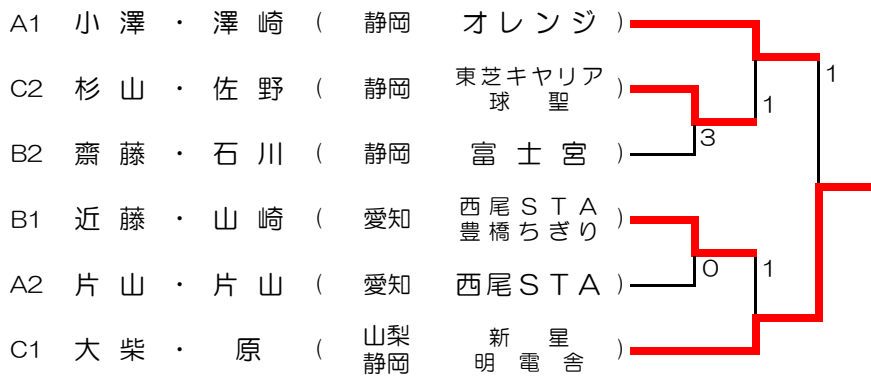 A1 小澤・澤崎 ( 静岡 オレンジ )
1
C2 杉山・佐野 ( 静岡 東芝キヤリア
球聖 )
1
3
B2 齋藤・石川 ( 静岡 富士宮 )
B1 近藤・山崎 ( 愛知 西尾STA
豊橋ちぎり )
0
1
A2 片山・片山 ( 愛知 西尾STA )
C1 大柴・原 ( 山梨 新星
静岡 明電舎 )